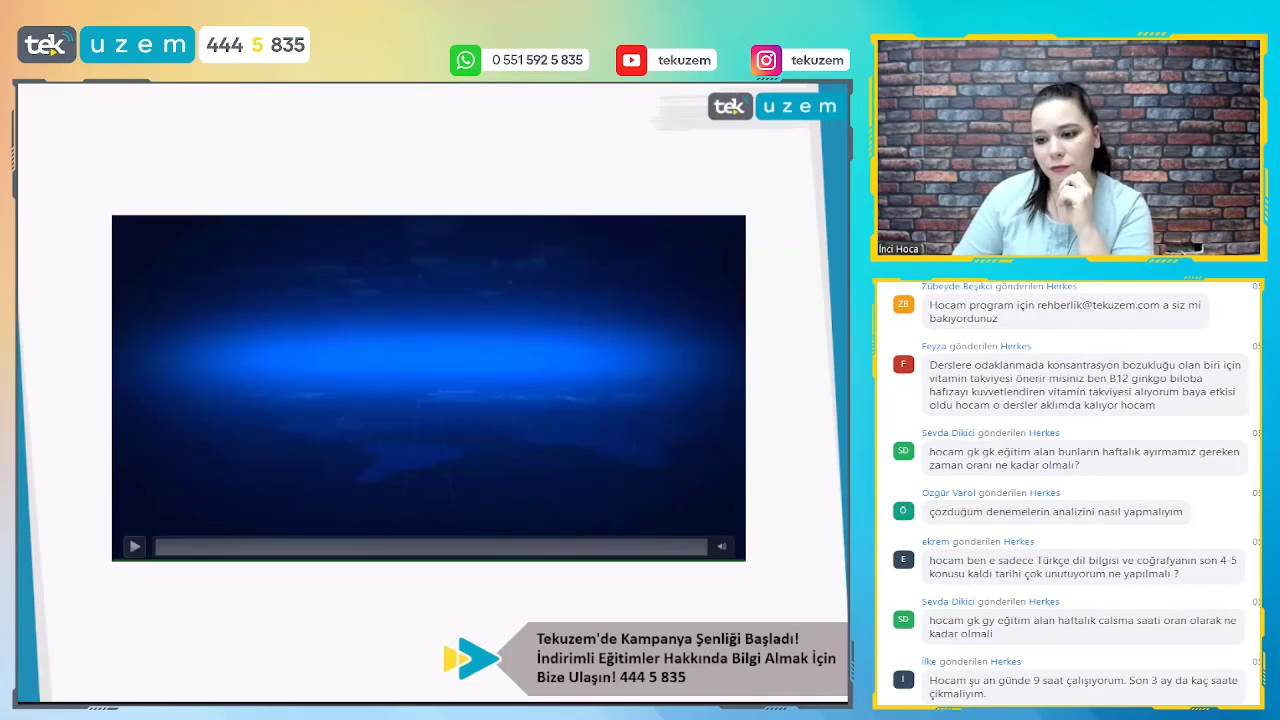 tek uzem 444 5 835
0 551 592 5 835
tekuzem
tekuzem
tek uzem
İnci Hoca
Zübeyde Beşikci gönderilen Herkes
ZB
Hocam program için rehberlik@tekuzem.com a siz mi
bakıyordunuz
Feyza gönderilen Herkes
F
Derslere odaklanmada konsantrasyon bozukluğu olan biri için
vitamin takviyesi önerir misiniz ben B12 ginkgo biloba
hafızayı kuvvetlendiren vitamin takviyesi alıyorum baya etkisi
oldu hocam o dersler aklımda kalıyor hocam
Sevda Dikici gönderilen Herkes
SD
hocam gk gk eğitim alan bunların haftalık ayırmamız gereken
zaman oranı ne kadar olmalı?
Özgür Varol gönderilen Herkes
Ö
çözdüğüm denemelerin analizini nasıl yapmalıyım
ekrem gönderilen Herkes
E
hocam ben e sadece Türkçe dil bilgisi ve coğrafyanın son 4-5
konusu kaldı tarihi çok unutuyorum ne yapılmalı ?
Sevda Dikici gönderilen Herkes
SD
hocam gk gy eğitim alan haftalik calsma saati oran olarak ne
kadar olmali
İlke gönderilen Herkes
İ
Hocam şu an günde 9 saat çalışıyorum. Son 3 ay da kaç saate
çıkmalıyım.
Tekuzem'de Kampanya Şenliği Başladı!
İndirimli Eğitimler Hakkında Bilgi Almak İçin
Bize Ulaşın! 444 5 835